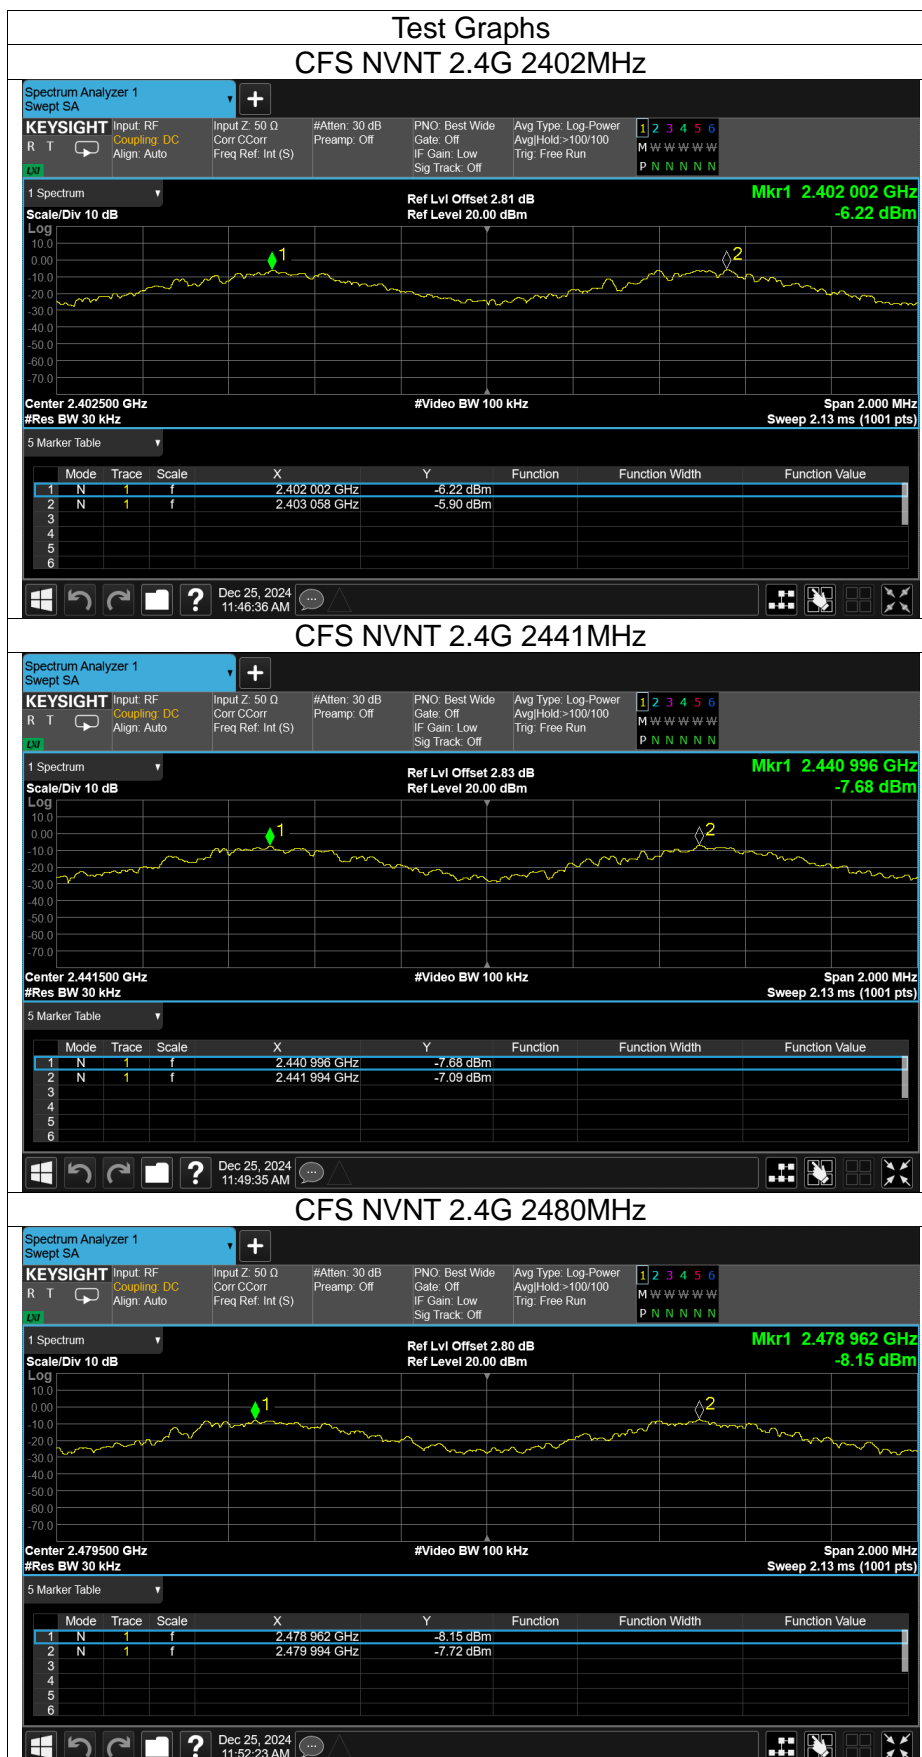 Test Graphs
CFS NVNT 2.4G 2402MHz
Spectrum Analyzer 1
Swept SA
+
KEYSIGHT Input: RF Input Z: 50 Ω #Atten: 30 dB PNO: Best Wide Avg Type: Log-Power 1 2 3 4 5 6
R T Coupling: DC Corr CCorr Preamp: Off Gate: Off Avg|Hold:>100/100 M W W W W W
Align: Auto Freq Ref: Int (S) IF Gain: Low Trig: Free Run
LXI Sig Track: Off P N N N N N
1 Spectrum Ref Lvl Offset 2.81 dB Mkr1 2.402 002 GHz
Scale/Div 10 dB Ref Level 20.00 dBm -6.22 dBm
Log
10.0
0.00 1 2
-10.0
-20.0
-30.0
-40.0
-50.0
-60.0
-70.0
Center 2.402500 GHz #Video BW 100 kHz Span 2.000 MHz
#Res BW 30 kHz Sweep 2.13 ms (1001 pts)
5 Marker Table
Mode Trace Scale X Y Function Function Width Function Value
1 N 1 f 2.402 002 GHz -6.22 dBm
2 N 1 f 2.403 058 GHz -5.90 dBm
3
4
5
6
? Dec 25, 2024
11:46:36 AM
CFS NVNT 2.4G 2441MHz
Spectrum Analyzer 1
Swept SA
+
KEYSIGHT Input: RF Input Z: 50 Ω #Atten: 30 dB PNO: Best Wide Avg Type: Log-Power 1 2 3 4 5 6
R T Coupling: DC Corr CCorr Preamp: Off Gate: Off Avg|Hold:>100/100 M W W W W W
Align: Auto Freq Ref: Int (S) IF Gain: Low Trig: Free Run
LXI Sig Track: Off P N N N N N
1 Spectrum Ref Lvl Offset 2.83 dB Mkr1 2.440 996 GHz
Scale/Div 10 dB Ref Level 20.00 dBm -7.68 dBm
Log
10.0
0.00 1 2
-10.0
-20.0
-30.0
-40.0
-50.0
-60.0
-70.0
Center 2.441500 GHz #Video BW 100 kHz Span 2.000 MHz
#Res BW 30 kHz Sweep 2.13 ms (1001 pts)
5 Marker Table
Mode Trace Scale X Y Function Function Width Function Value
1 N 1 f 2.440 996 GHz -7.68 dBm
2 N 1 f 2.441 994 GHz -7.09 dBm
3
4
5
6
? Dec 25, 2024
11:49:35 AM
CFS NVNT 2.4G 2480MHz
Spectrum Analyzer 1
Swept SA
+
KEYSIGHT Input: RF Input Z: 50 Ω #Atten: 30 dB PNO: Best Wide Avg Type: Log-Power 1 2 3 4 5 6
R T Coupling: DC Corr CCorr Preamp: Off Gate: Off Avg|Hold:>100/100 M W W W W W
Align: Auto Freq Ref: Int (S) IF Gain: Low Trig: Free Run
LXI Sig Track: Off P N N N N N
1 Spectrum Ref Lvl Offset 2.80 dB Mkr1 2.478 962 GHz
Scale/Div 10 dB Ref Level 20.00 dBm -8.15 dBm
Log
10.0
0.00 1 2
-10.0
-20.0
-30.0
-40.0
-50.0
-60.0
-70.0
Center 2.479500 GHz #Video BW 100 kHz Span 2.000 MHz
#Res BW 30 kHz Sweep 2.13 ms (1001 pts)
5 Marker Table
Mode Trace Scale X Y Function Function Width Function Value
1 N 1 f 2.478 962 GHz -8.15 dBm
2 N 1 f 2.479 994 GHz -7.72 dBm
3
4
5
6
? Dec 25, 2024
11:52:23 AM